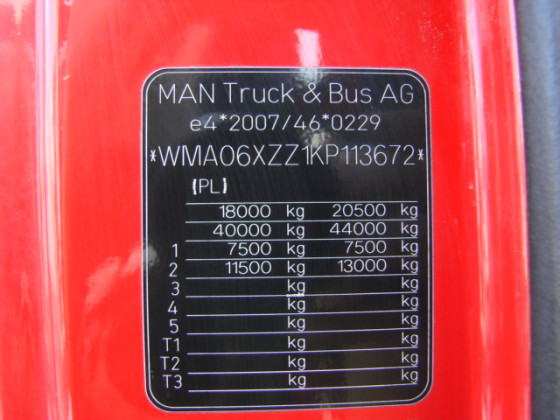 MAN Truck & Bus AG
e4*2007/46*0229
*WMA06XZZ1KP113672*
(PL)
18000 kg 20500 kg
40000 kg 44000 kg
1 7500 kg 7500 kg
2 11500 kg 13000 kg
3 kg kg
4 kg kg
5 kg kg
T1 kg kg
T2 kg kg
T3 kg kg